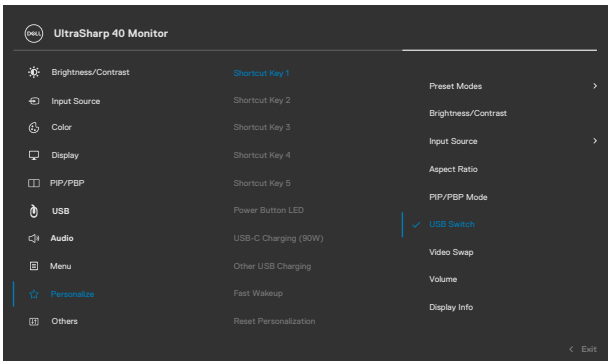 DELL
UltraSharp 40 Monitor
Brightness/Contrast
Input Source
Color
Display
PIP/PBP
USB
Audio
Menu
Personalize
Others
Shortcut Key 1
Shortcut Key 2
Shortcut Key 3
Shortcut Key 4
Shortcut Key 5
Power Button LED
USB-C Charging (90W)
Other USB Charging
Fast Wakeup
Reset Personalization
Preset Modes
Brightness/Contrast
Input Source
Aspect Ratio
PIP/PBP Mode
USB Switch
Video Swap
Volume
Display Info
Exit